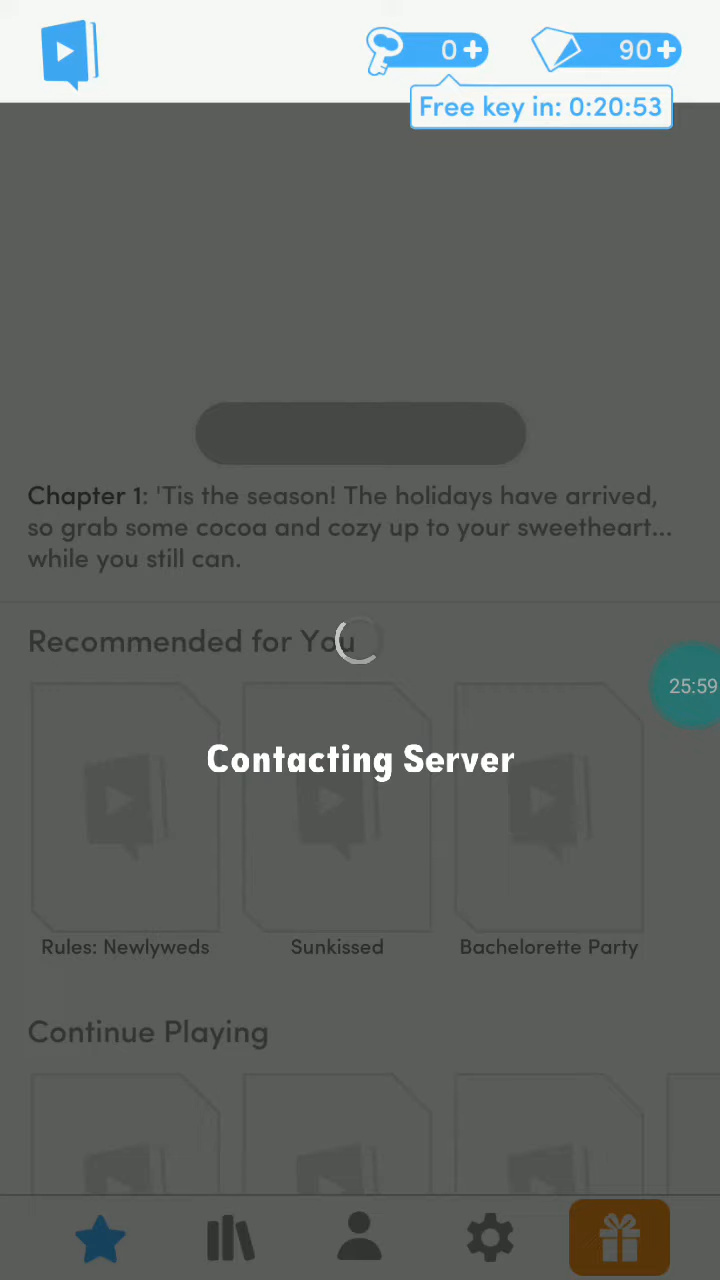 0+
90+
Free key in: 0:20:53
Chapter 1: 'Tis the season! The holidays have arrived,
so grab some cocoa and cozy up to your sweetheart...
while you still can.
Recommended for You
25:59
Contacting Server
Rules: Newlyweds
Sunkissed
Bachelorette Party
Continue Playing